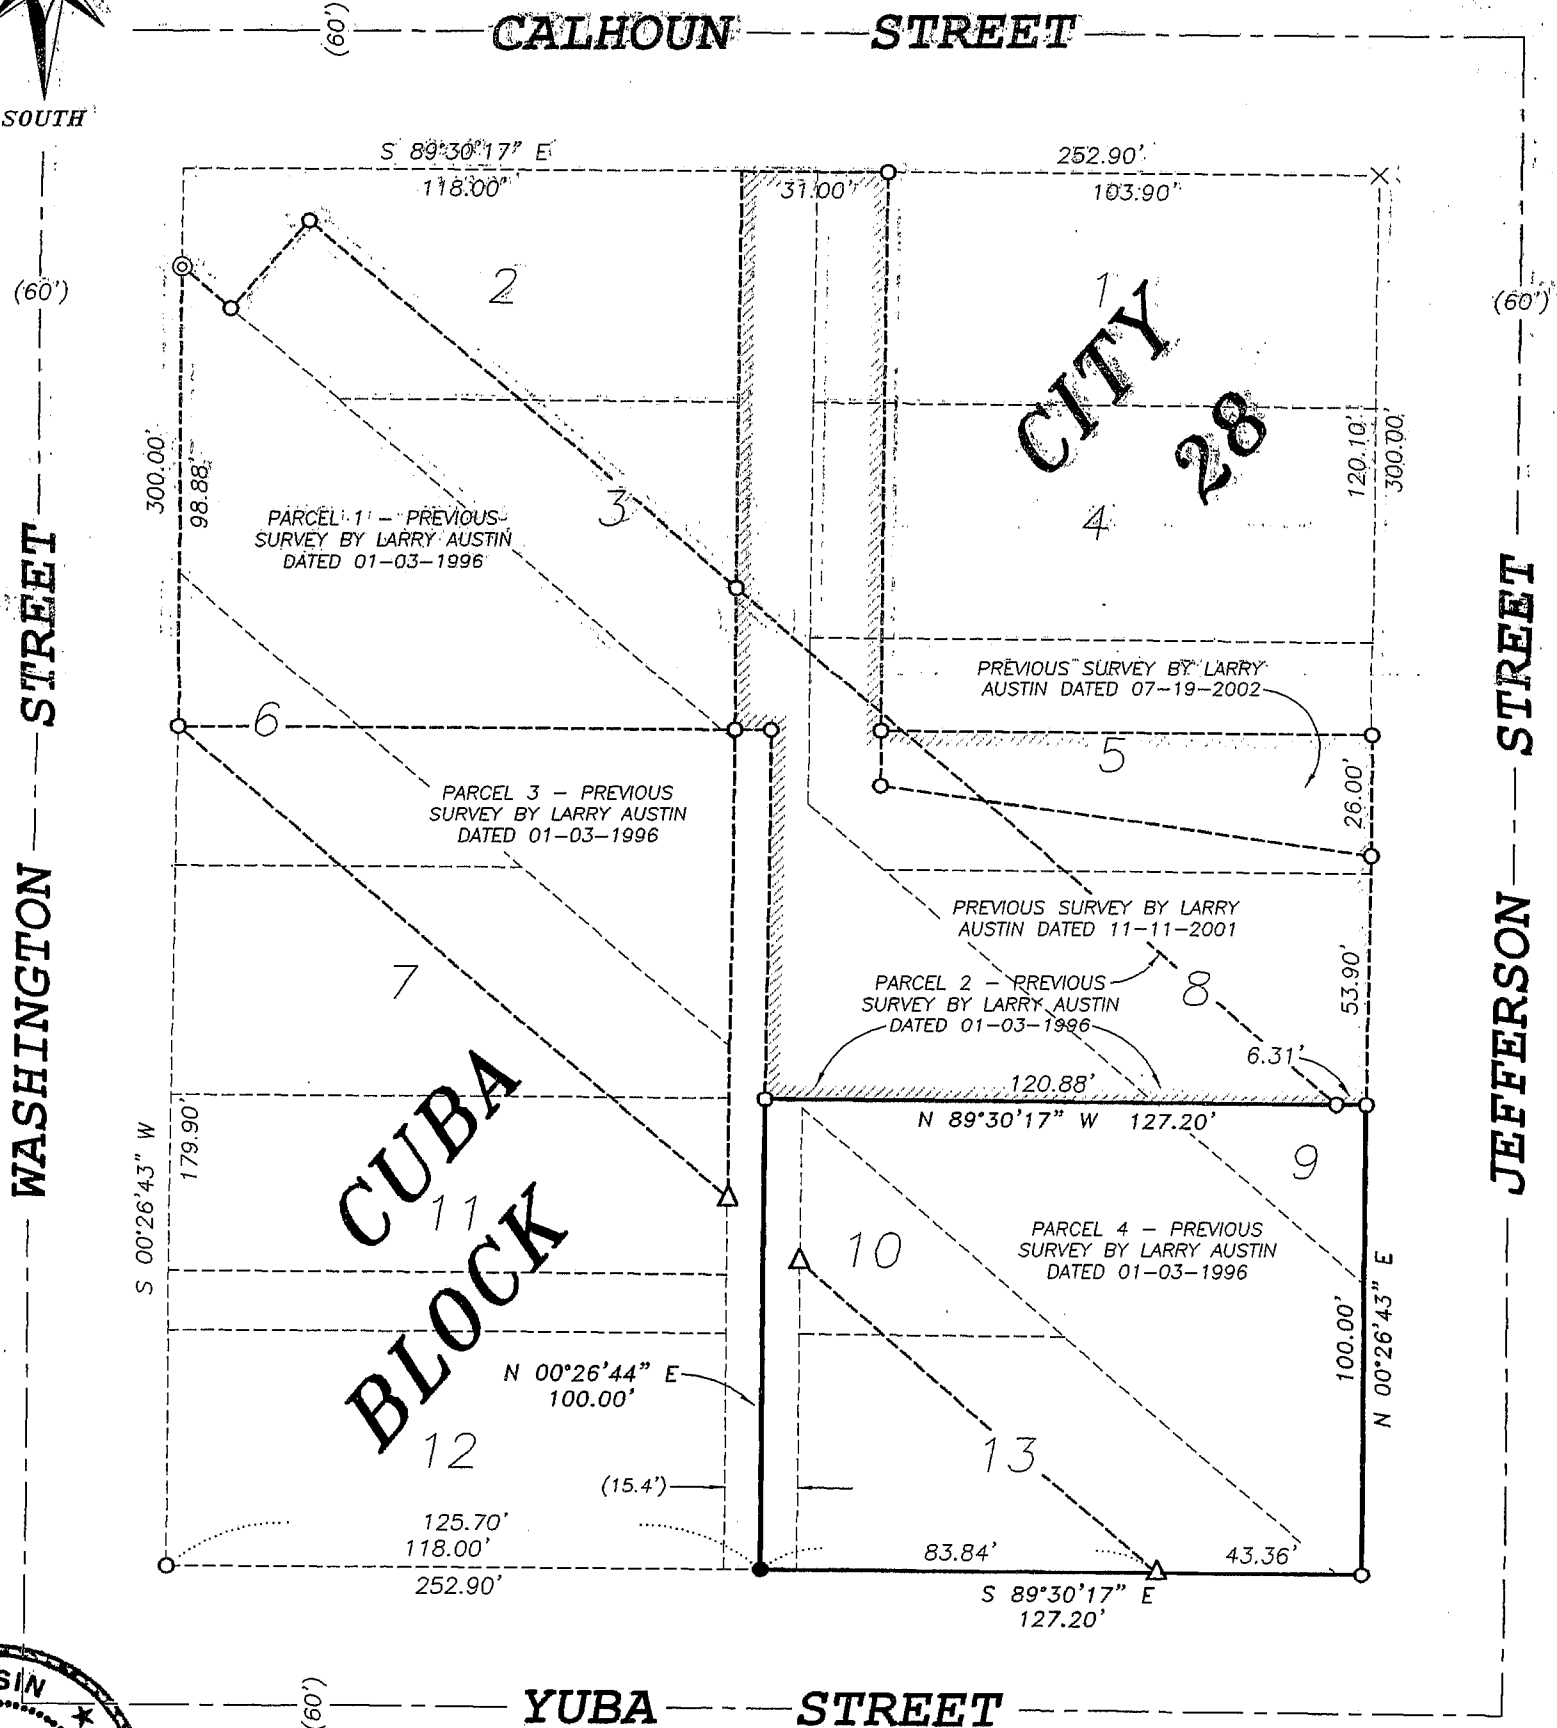 (60')
CALHOUN STREET
SOUTH
S 89°30'17" E
252.90'
118.00'
31.00'
103.90'
(60')
(60')
2
1
CITY
28
300.00'
98.88'
120.10'
300.00'
3
4
PARCEL 1 - PREVIOUS
SURVEY BY LARRY AUSTIN
DATED 01-03-1996
WASHINGTON STREET
JEFFERSON STREET
PREVIOUS SURVEY BY LARRY
AUSTIN DATED 07-19-2002
6
5
26.00'
PARCEL 3 - PREVIOUS
SURVEY BY LARRY AUSTIN
DATED 01-03-1996
PREVIOUS SURVEY BY LARRY
AUSTIN DATED 11-11-2001
7
8
53.90'
PARCEL 2 - PREVIOUS
SURVEY BY LARRY AUSTIN
DATED 01-03-1996
6.31'
120.88'
N 89°30'17" W 127.20'
CUBA
BLOCK
S 00°26'43" W
179.90'
9
11
10
PARCEL 4 - PREVIOUS
SURVEY BY LARRY AUSTIN
DATED 01-03-1996
100.00'
N 00°26'43" E
N 00°26'44" E
100.00'
12
13
(15.4')
125.70'
118.00'
252.90'
83.84'
43.36'
S 89°30'17" E
127.20'
SIN
(60')
YUBA STREET